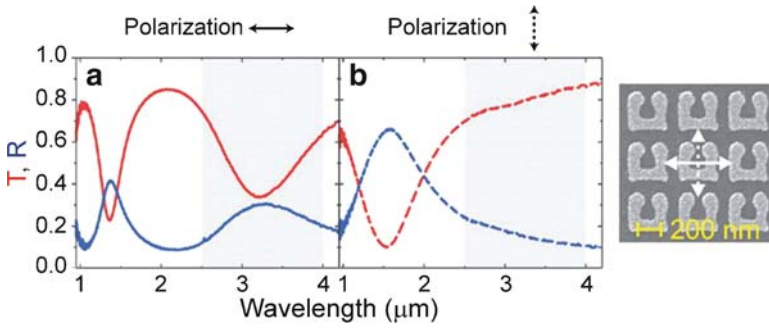 Polarization
Polarization
a
b
T, R
1.0
0.8
0.6
0.4
0.2
0.0
1 2 3 4
1 2 3 4
Wavelength (μm)
200 nm